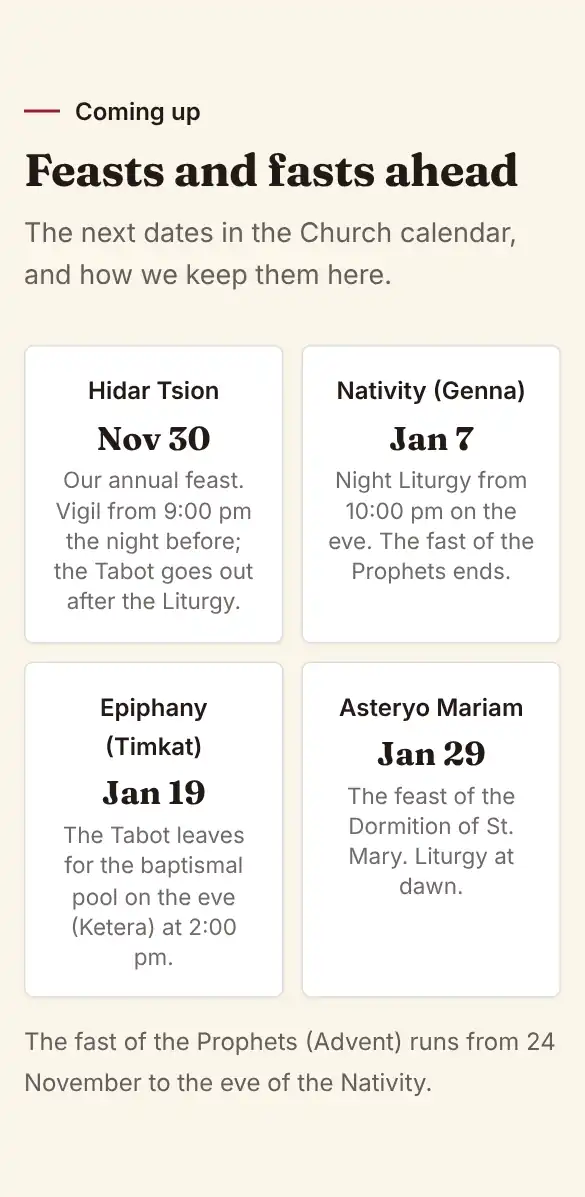 Coming up
Feasts and fasts ahead
The next dates in the Church calendar,
and how we keep them here.
Hidar Tsion
Nov 30
Our annual feast.
Vigil from 9:00 pm
the night before;
the Tabot goes out
after the Liturgy.
Nativity (Genna)
Jan 7
Night Liturgy from
10:00 pm on the
eve. The fast of the
Prophets ends.
Epiphany
(Timkat)
Jan 19
The Tabot leaves
for the baptismal
pool on the eve
(Ketera) at 2:00
pm.
Asteryo Mariam
Jan 29
The feast of the
Dormition of St.
Mary. Liturgy at
dawn.
The fast of the Prophets (Advent) runs from 24
November to the eve of the Nativity.